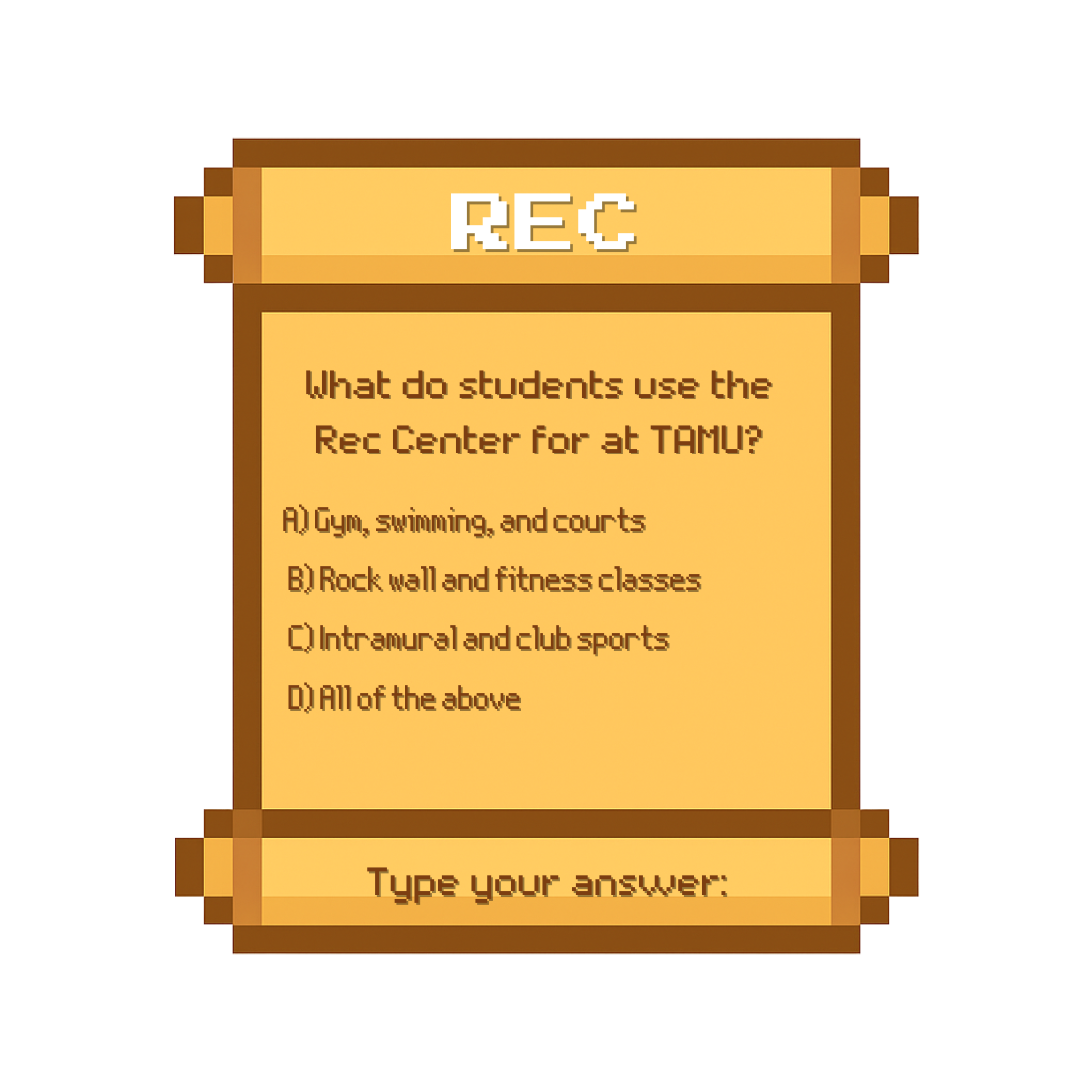 REC
What do students use the
Rec Center for at TAMU?
A) Gym, swimming, and courts
B) Rock wall and fitness classes
C) Intramural and club sports
D) All of the above
Type your answer: